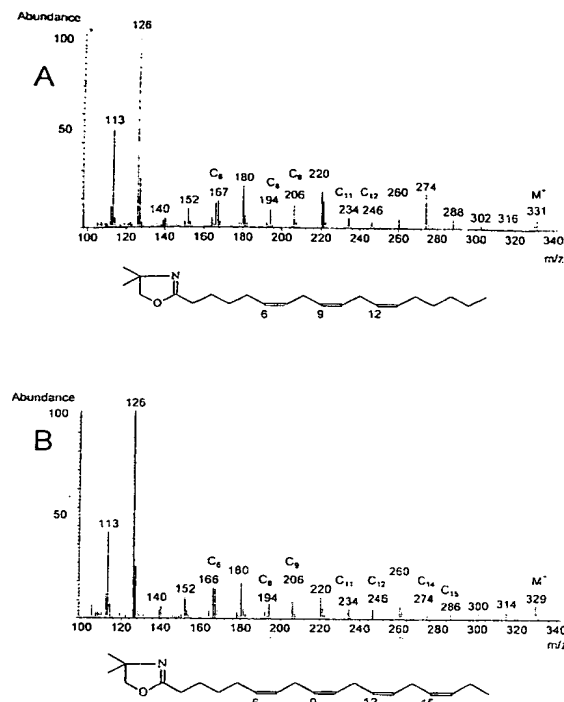 Abundance
126
100
A
50
113
C₆ 180 C₉ 220
167 C₈ 206 C₁₁ C₁₂ 260 274 M⁺
140 152 194 234 246 288 302 316 331
100 120 140 160 180 200 220 240 260 280 300 320 340
m/z
N
O
6 9 12
Abundance
126
100
B
50
113
C₆ 180 C₉ 260 C₁₄ M⁺
140 152 166 C₈ 206 220 C₁₁ C₁₂ 274 C₁₅ 329
194 234 246 286 300 314
100 120 140 160 180 200 220 240 260 280 300 320 340
m/z
N
O
9